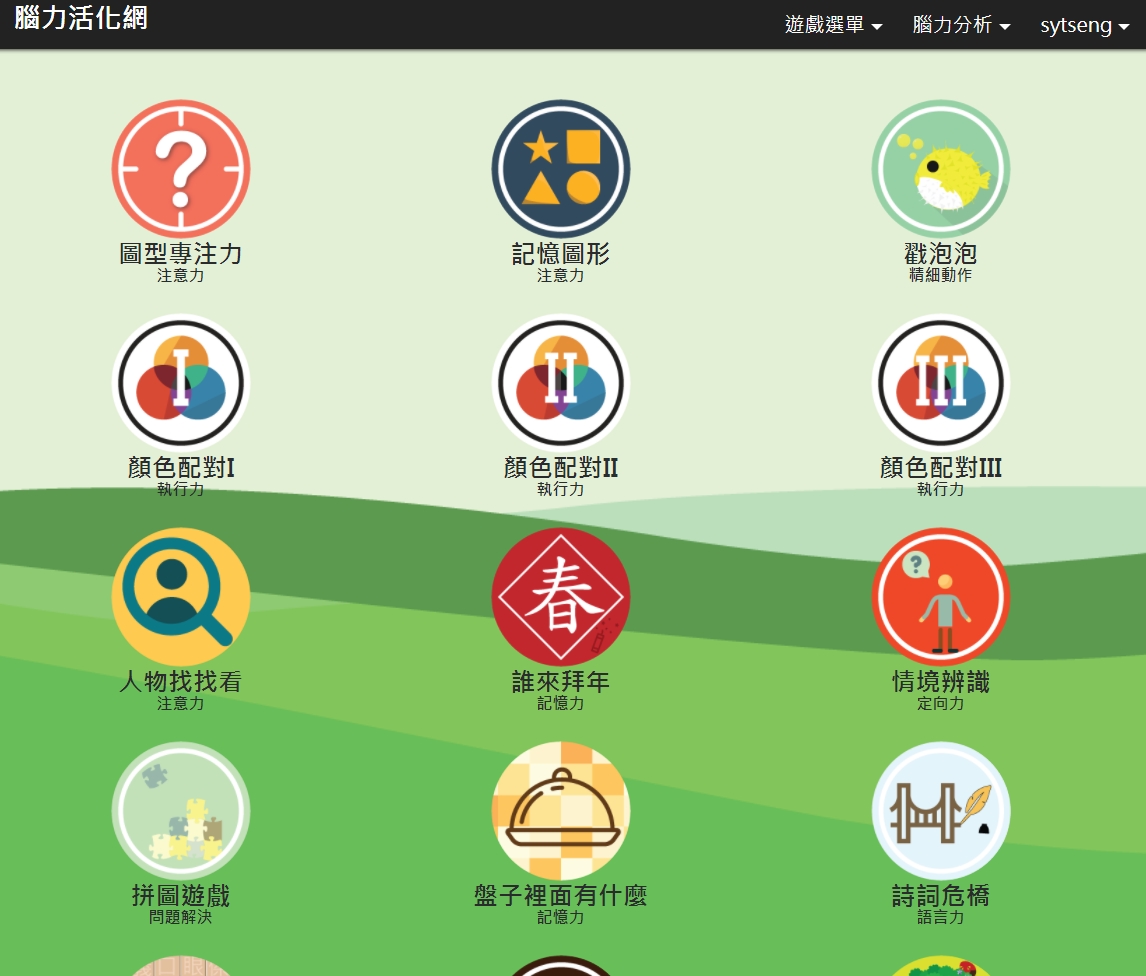 腦力活化網
遊戲選單 腦力分析 sytseng
?
圖型專注力 記憶圖形 戳泡泡
注意力 注意力 精細動作
I II III
顏色配對I 顏色配對II 顏色配對III
執行力 執行力 執行力
春 ?
人物找找看 誰來拜年 情境辨識
注意力 記憶力 定向力
拼圖遊戲 盤子裡面有什麼 詩詞危橋
問題解決 記憶力 語言力